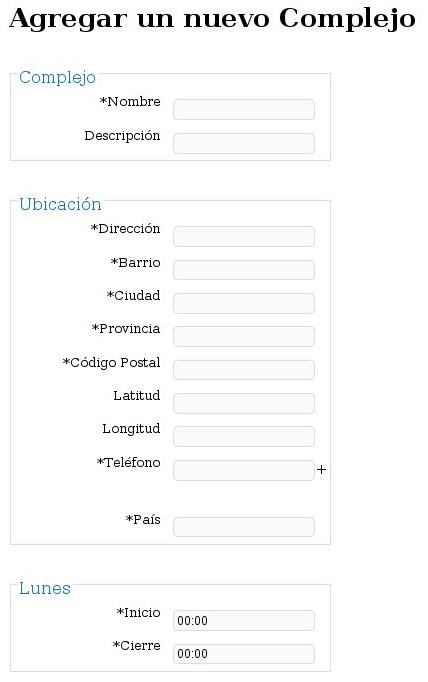 Agregar un nuevo Complejo
Complejo
*Nombre
Descripción
Ubicación
*Dirección
*Barrio
*Ciudad
*Provincia
*Código Postal
Latitud
Longitud
*Teléfono +
*País
Lunes
*Inicio 00:00
*Cierre 00:00